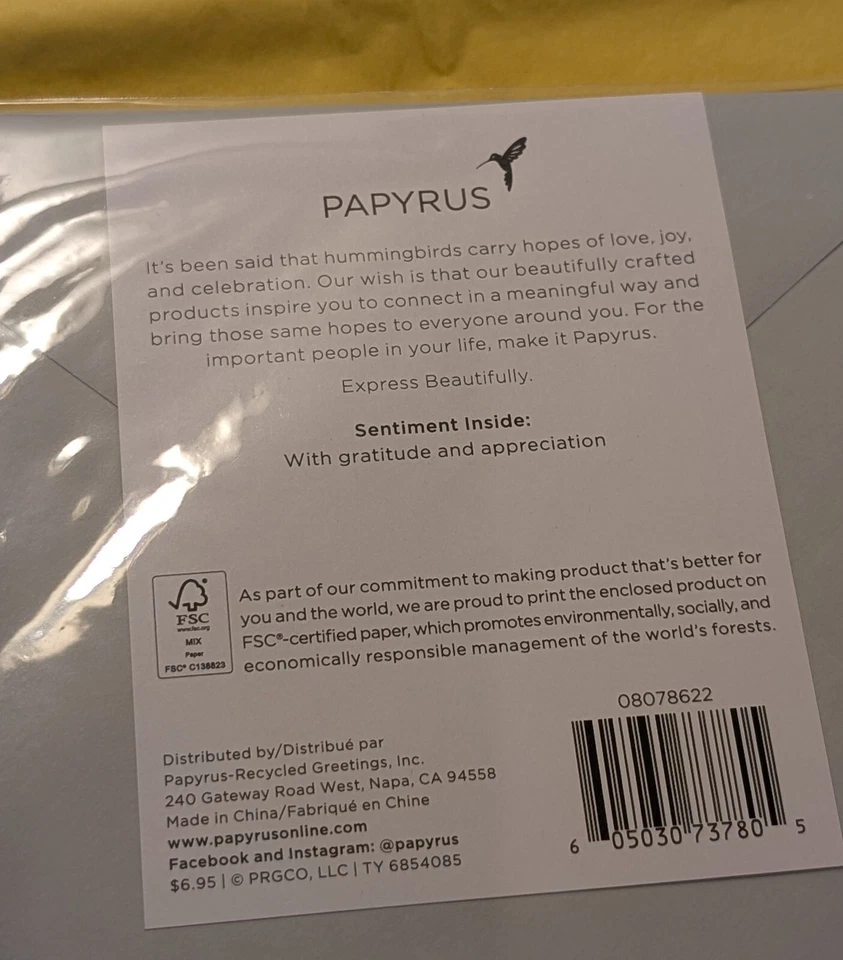 PAPYRUS
It's been said that hummingbirds carry hopes of love, joy,
and celebration. Our wish is that our beautifully crafted
products inspire you to connect in a meaningful way and
bring those same hopes to everyone around you. For the
important people in your life, make it Papyrus.
Express Beautifully.
Sentiment Inside:
With gratitude and appreciation
FSC
www.fsc.org
MIX
Paper
FSC® C138823
As part of our commitment to making product that's better for
you and the world, we are proud to print the enclosed product on
FSC®-certified paper, which promotes environmentally, socially, and
economically responsible management of the world's forests.
Distributed by/Distribué par
Papyrus-Recycled Greetings, Inc.
240 Gateway Road West, Napa, CA 94558
Made in China/Fabriqué en Chine
www.papyrusonline.com
Facebook and Instagram: @papyrus
$6.95 | © PRGCO, LLC | TY 6854085
08078622
6 05030 73780 5